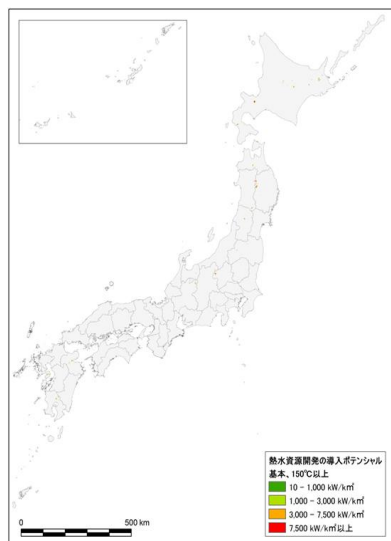 熱水資源開発の導入ポテンシャル
基本、150℃以上
10 - 1,000 kW/k㎡
1,000 - 3,000 kW/k㎡
3,000 - 7,500 kW/k㎡
7,500 kW/k㎡以上
0 500 km